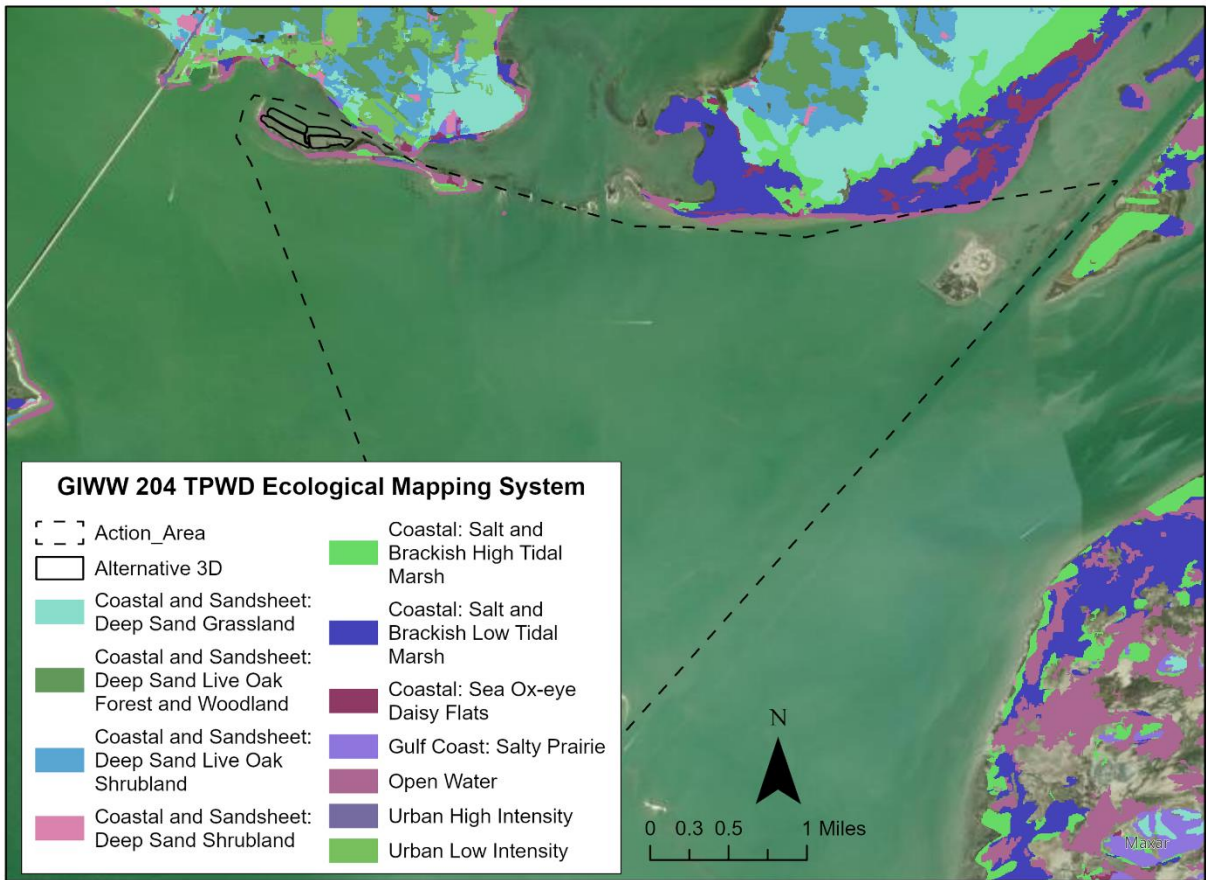 GIWW 204 TPWD Ecological Mapping System
Action_Area
Alternative 3D
Coastal and Sandsheet:
Deep Sand Grassland
Coastal and Sandsheet:
Deep Sand Live Oak
Forest and Woodland
Coastal and Sandsheet:
Deep Sand Live Oak
Shrubland
Coastal and Sandsheet:
Deep Sand Shrubland
Coastal: Salt and
Brackish High Tidal
Marsh
Coastal: Salt and
Brackish Low Tidal
Marsh
Coastal: Sea Ox-eye
Daisy Flats
Gulf Coast: Salty Prairie
Open Water
Urban High Intensity
Urban Low Intensity
N
0 0.3 0.5 1 Miles
Maxar